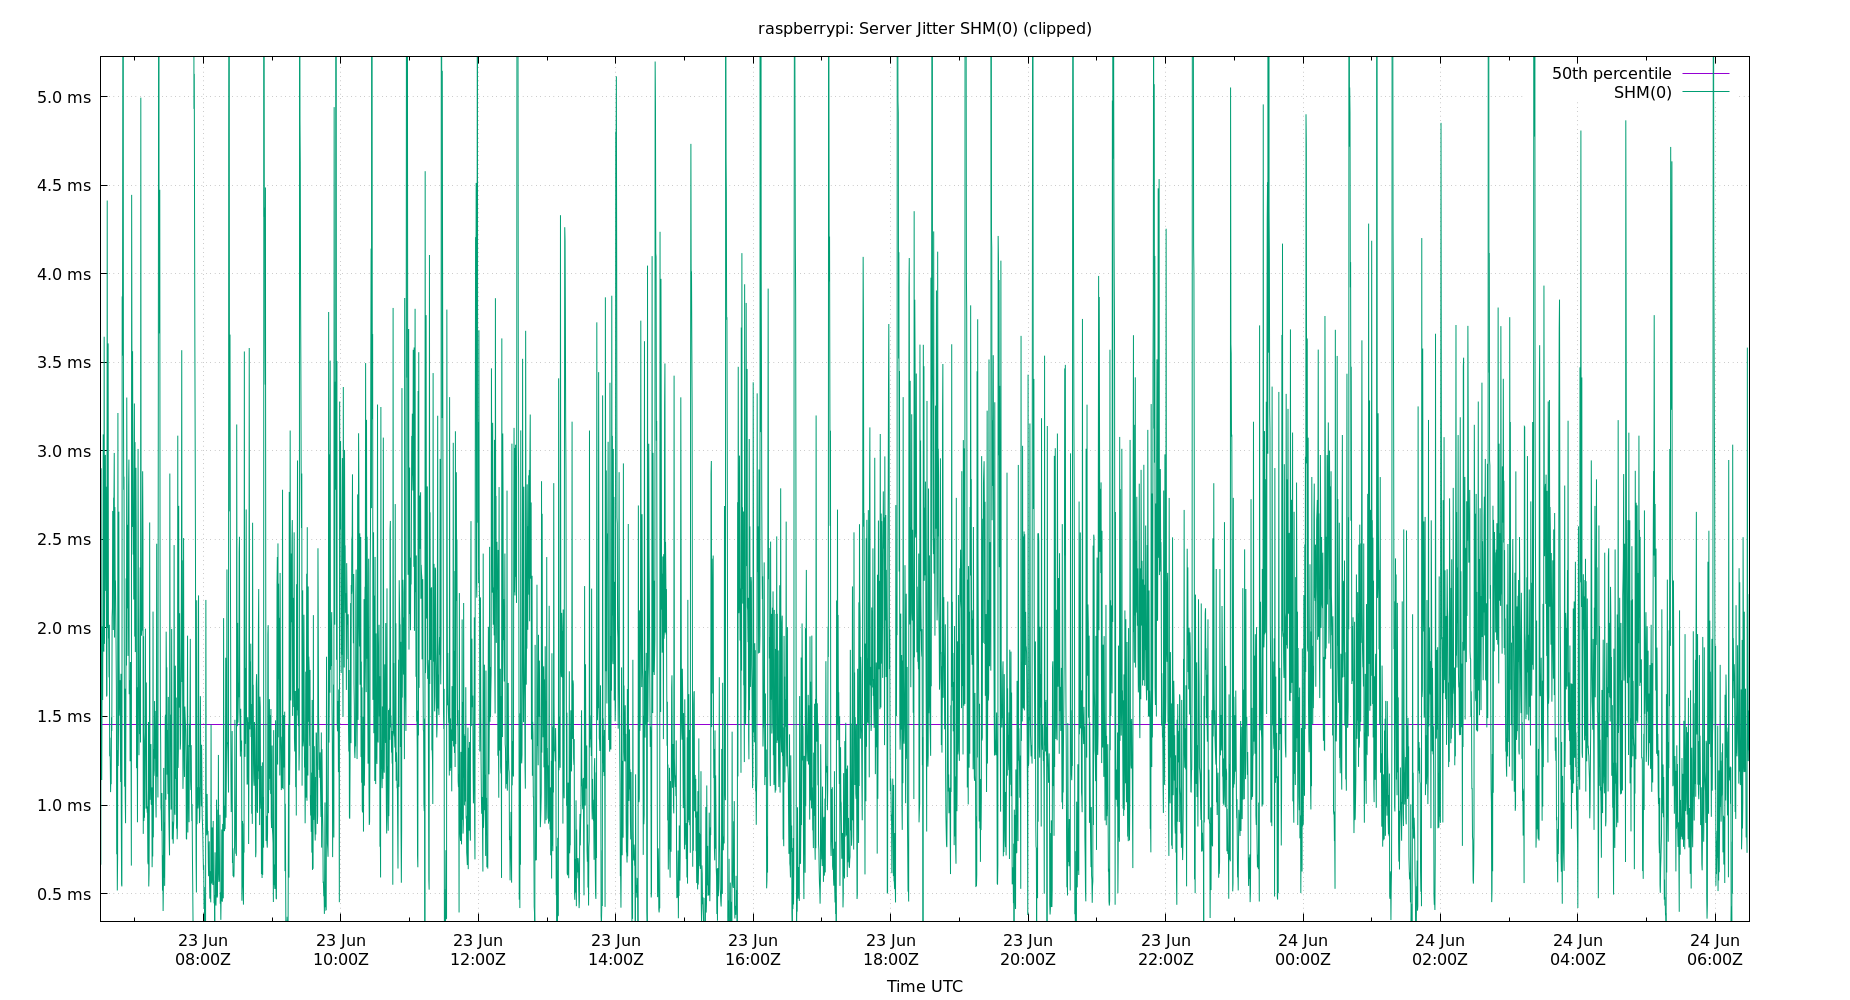 raspberrypi: Server Jitter SHM(0) (clipped)
50th percentile
SHM(0)
5.0 ms
4.5 ms
4.0 ms
3.5 ms
3.0 ms
2.5 ms
2.0 ms
1.5 ms
1.0 ms
0.5 ms
23 Jun 23 Jun 23 Jun 23 Jun 23 Jun 23 Jun 23 Jun 23 Jun 24 Jun 24 Jun 24 Jun 24 Jun
08:00Z 10:00Z 12:00Z 14:00Z 16:00Z 18:00Z 20:00Z 22:00Z 00:00Z 02:00Z 04:00Z 06:00Z
Time UTC